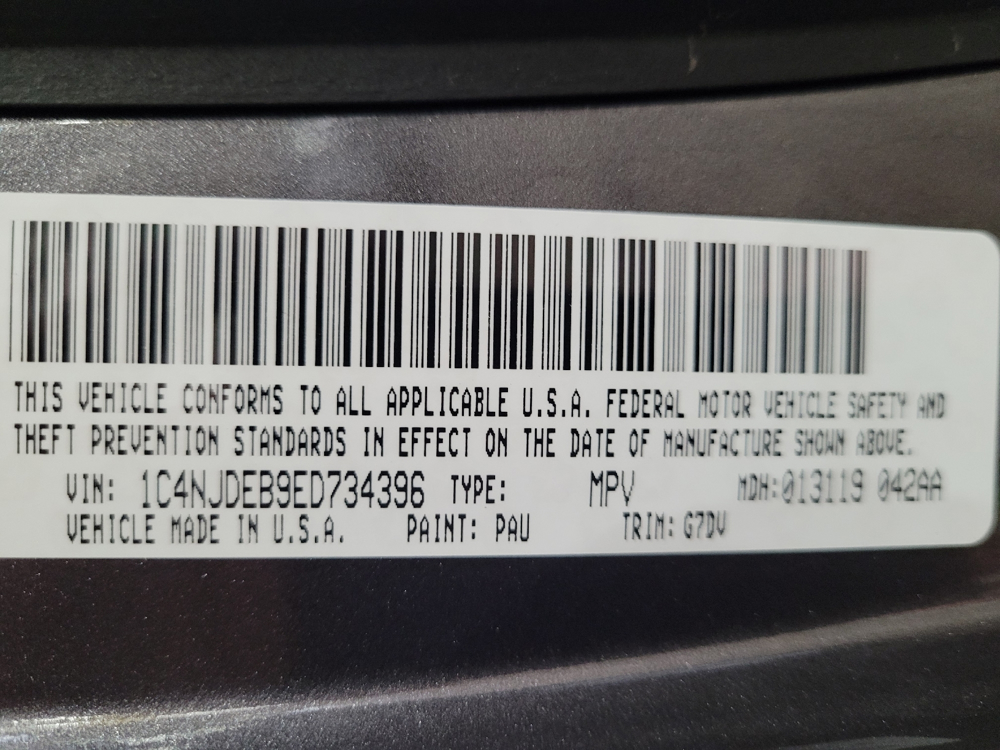 THIS VEHICLE CONFORMS TO ALL APPLICABLE U.S.A. FEDERAL MOTOR VEHICLE SAFETY AND
THEFT PREVENTION STANDARDS IN EFFECT ON THE DATE OF MANUFACTURE SHOWN ABOVE.
VIN: 1C4NJDEB9ED734396 TYPE: MPV MDH:013119 042AA
VEHICLE MADE IN U.S.A. PAINT: PAU TRIM: G7DV